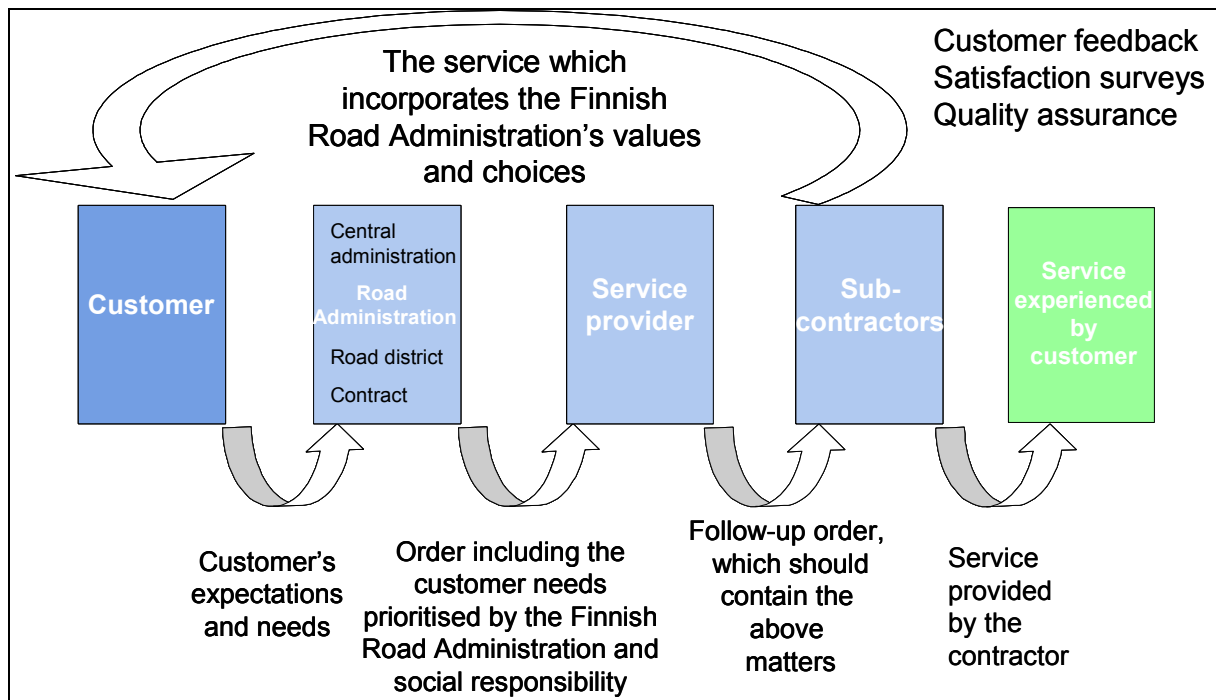 The service which
incorporates the Finnish
Road Administration's values
and choices
Customer feedback
Satisfaction surveys
Quality assurance
Customer
Central
administration
Road
Administration
Road district
Contract
Service
provider
Sub-
contractors
Service
experienced
by
customer
Customer's
expectations
and needs
Order including the
customer needs
prioritised by the Finnish
Road Administration and
social responsibility
Follow-up order,
which should
contain the
above
matters
Service
provided
by the
contractor